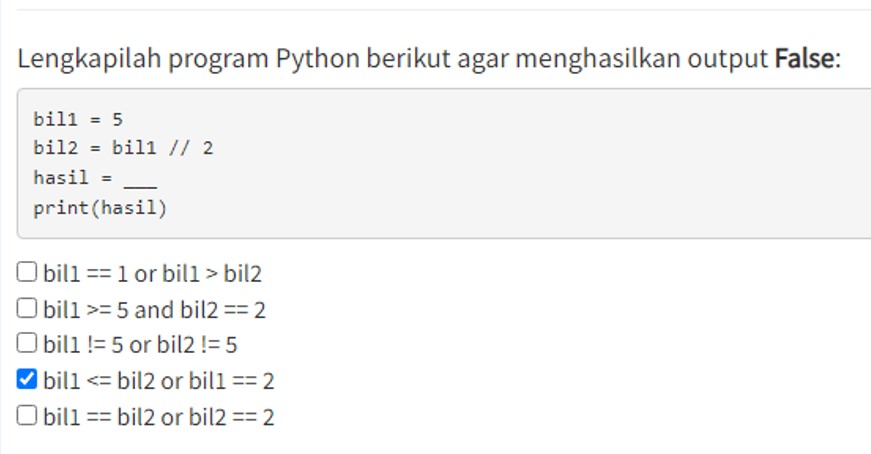 Lengkapilah program Python berikut agar menghasilkan output False:
bil1 = 5
bil2 = bil1 // 2
hasil = ___
print(hasil)
bil1 == 1 or bil1 > bil2
bil1 >= 5 and bil2 == 2
bil1 != 5 or bil2 != 5
bil1 <= bil2 or bil1 == 2
bil1 == bil2 or bil2 == 2